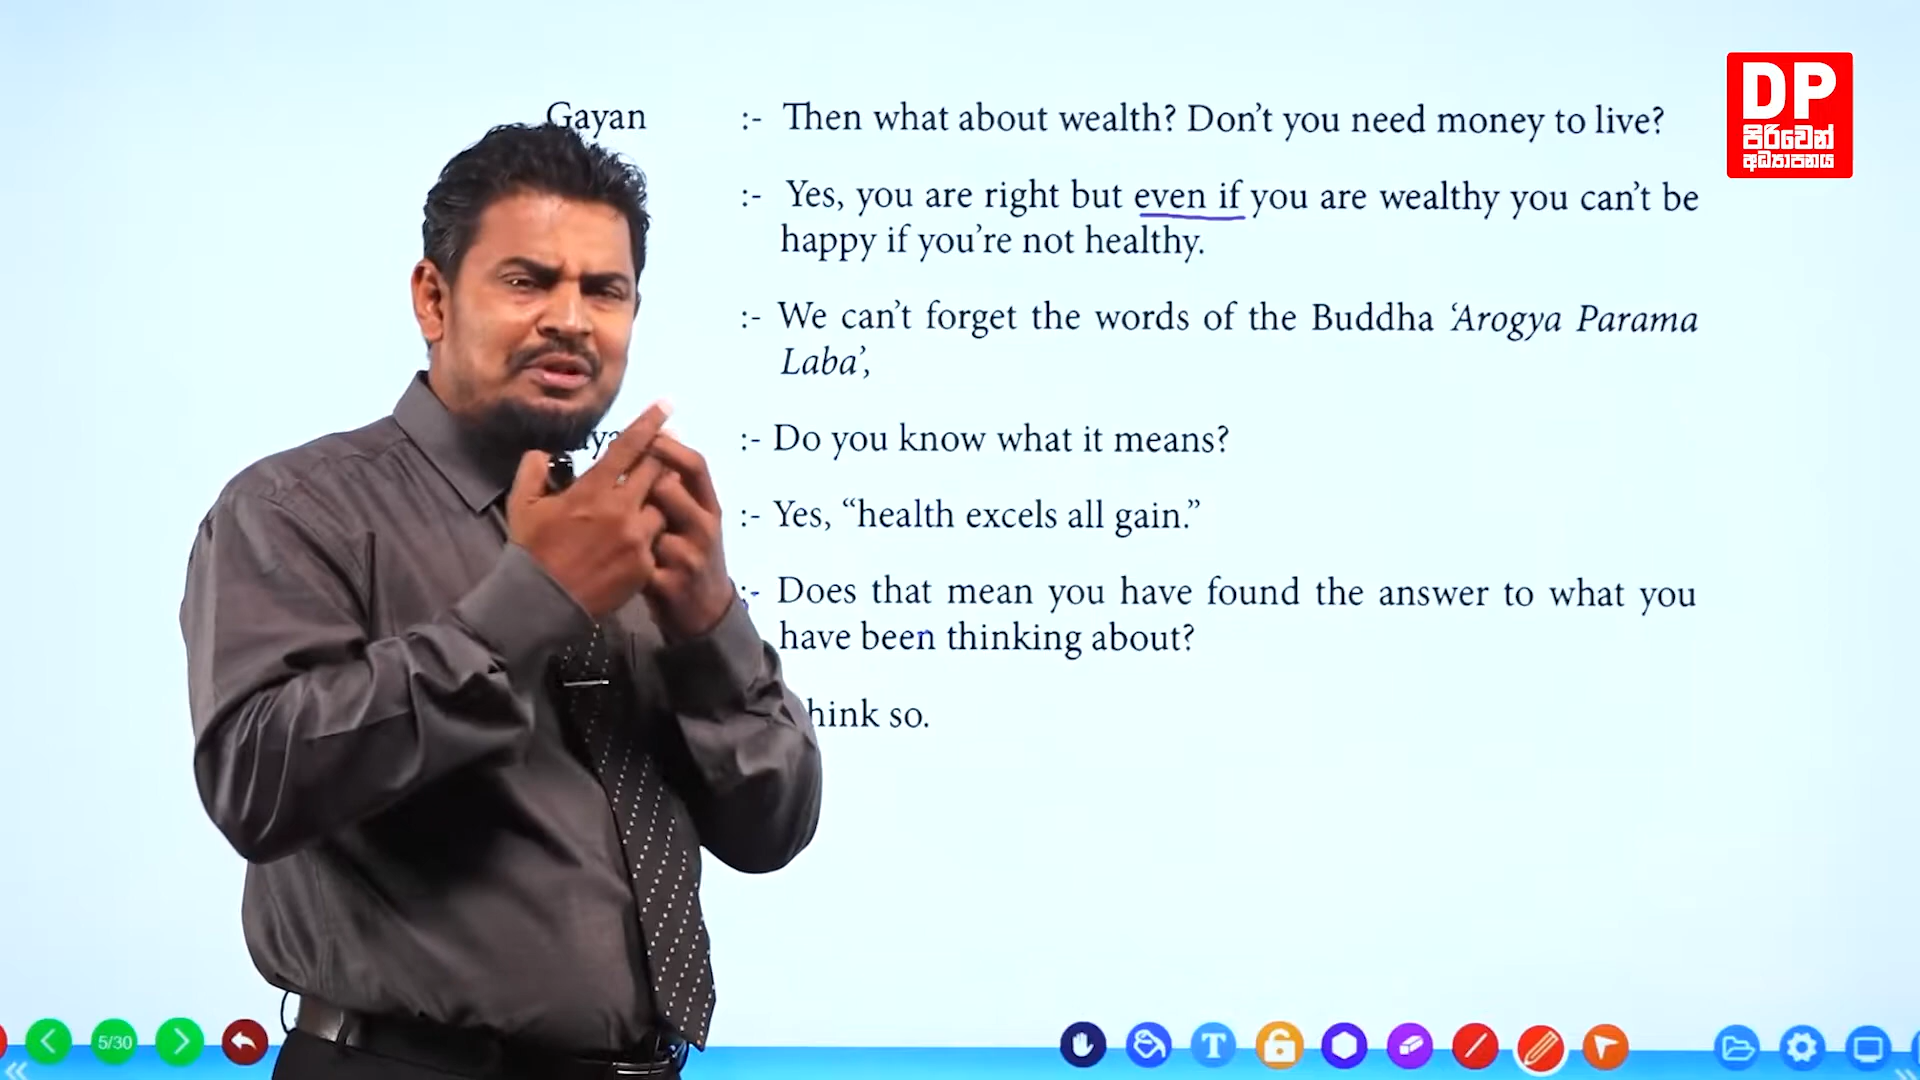 DP
පිරිවෙන්
අධ්‍යාපනය
Gayan :- Then what about wealth? Don't you need money to live?
:- Yes, you are right but even if you are wealthy you can't be
happy if you're not healthy.
:- We can't forget the words of the Buddha ‘Arogya Parama
Laba’,
:- Do you know what it means?
:- Yes, “health excels all gain.”
:- Does that mean you have found the answer to what you
have been thinking about?
so.
5/30
T